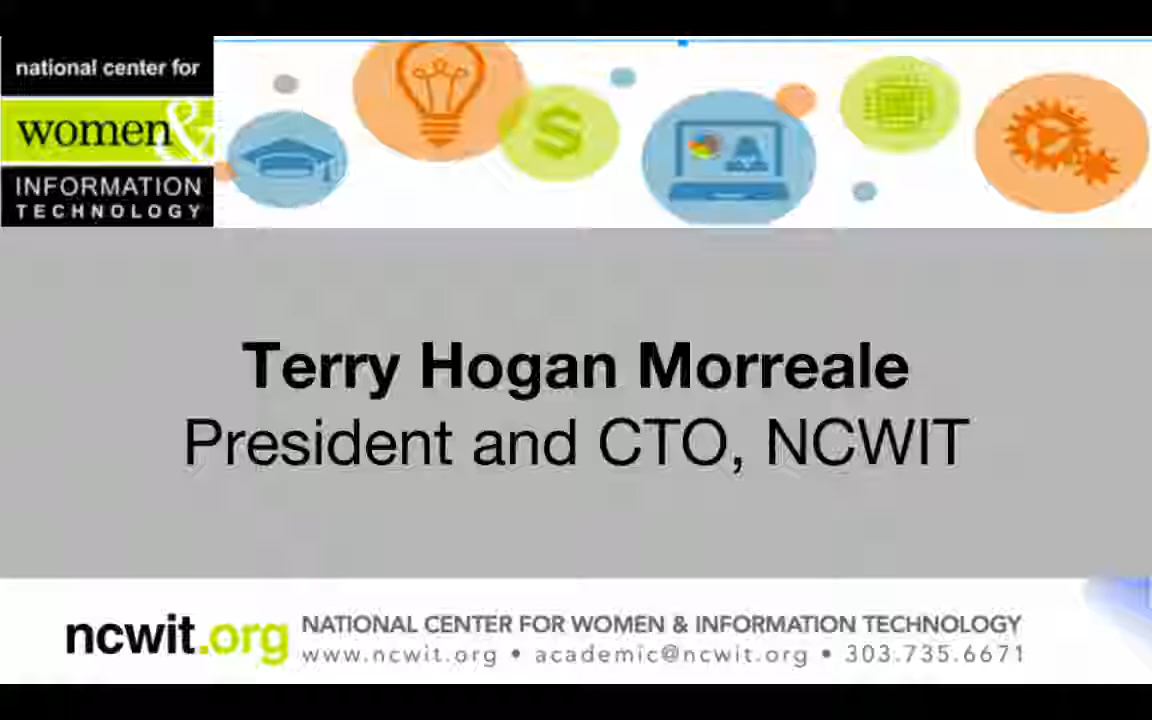 national center for
women&
INFORMATION
TECHNOLOGY
$
Terry Hogan Morreale
President and CTO, NCWIT
ncwit.org
NATIONAL CENTER FOR WOMEN & INFORMATION TECHNOLOGY
www.ncwit.org • academic@ncwit.org • 303.735.6671